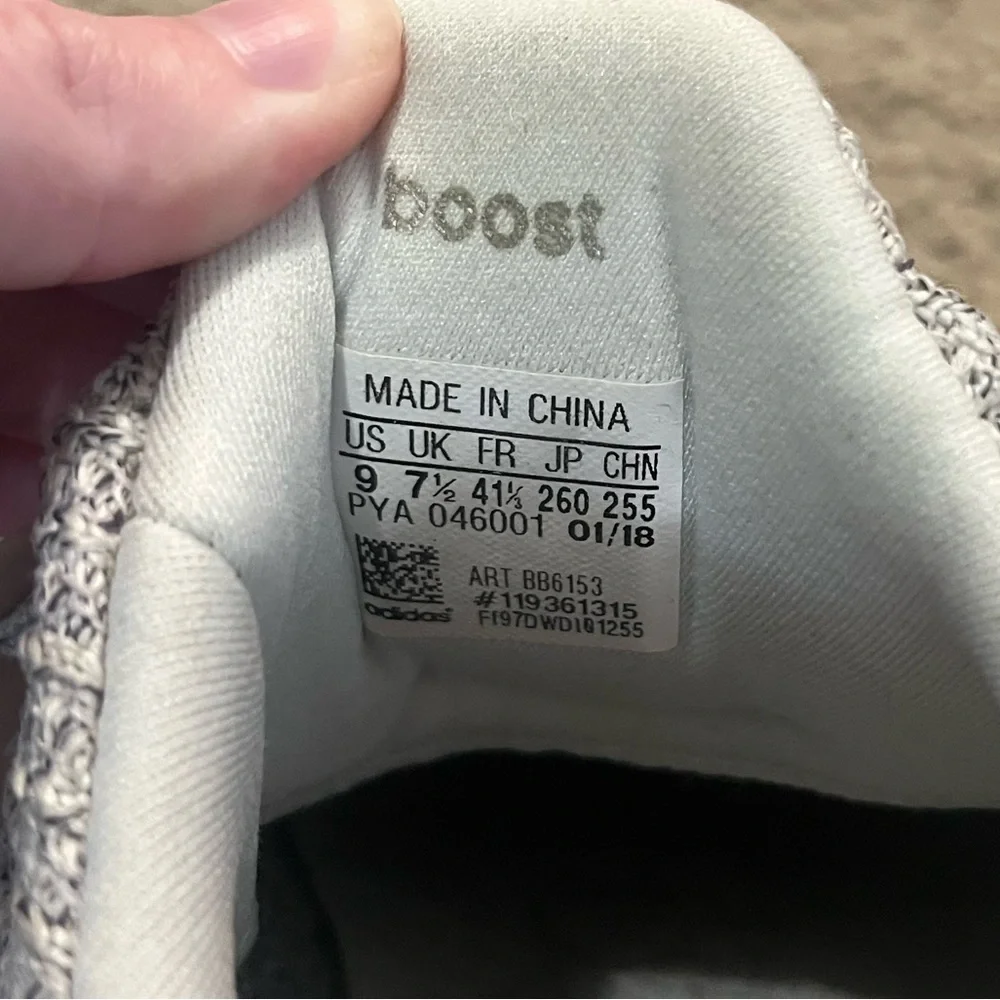 boost
MADE IN CHINA
US UK FR JP CHN
9 7½ 41⅓ 260 255
PYA 046001 01/18
ART BB6153
#119361315
adidas